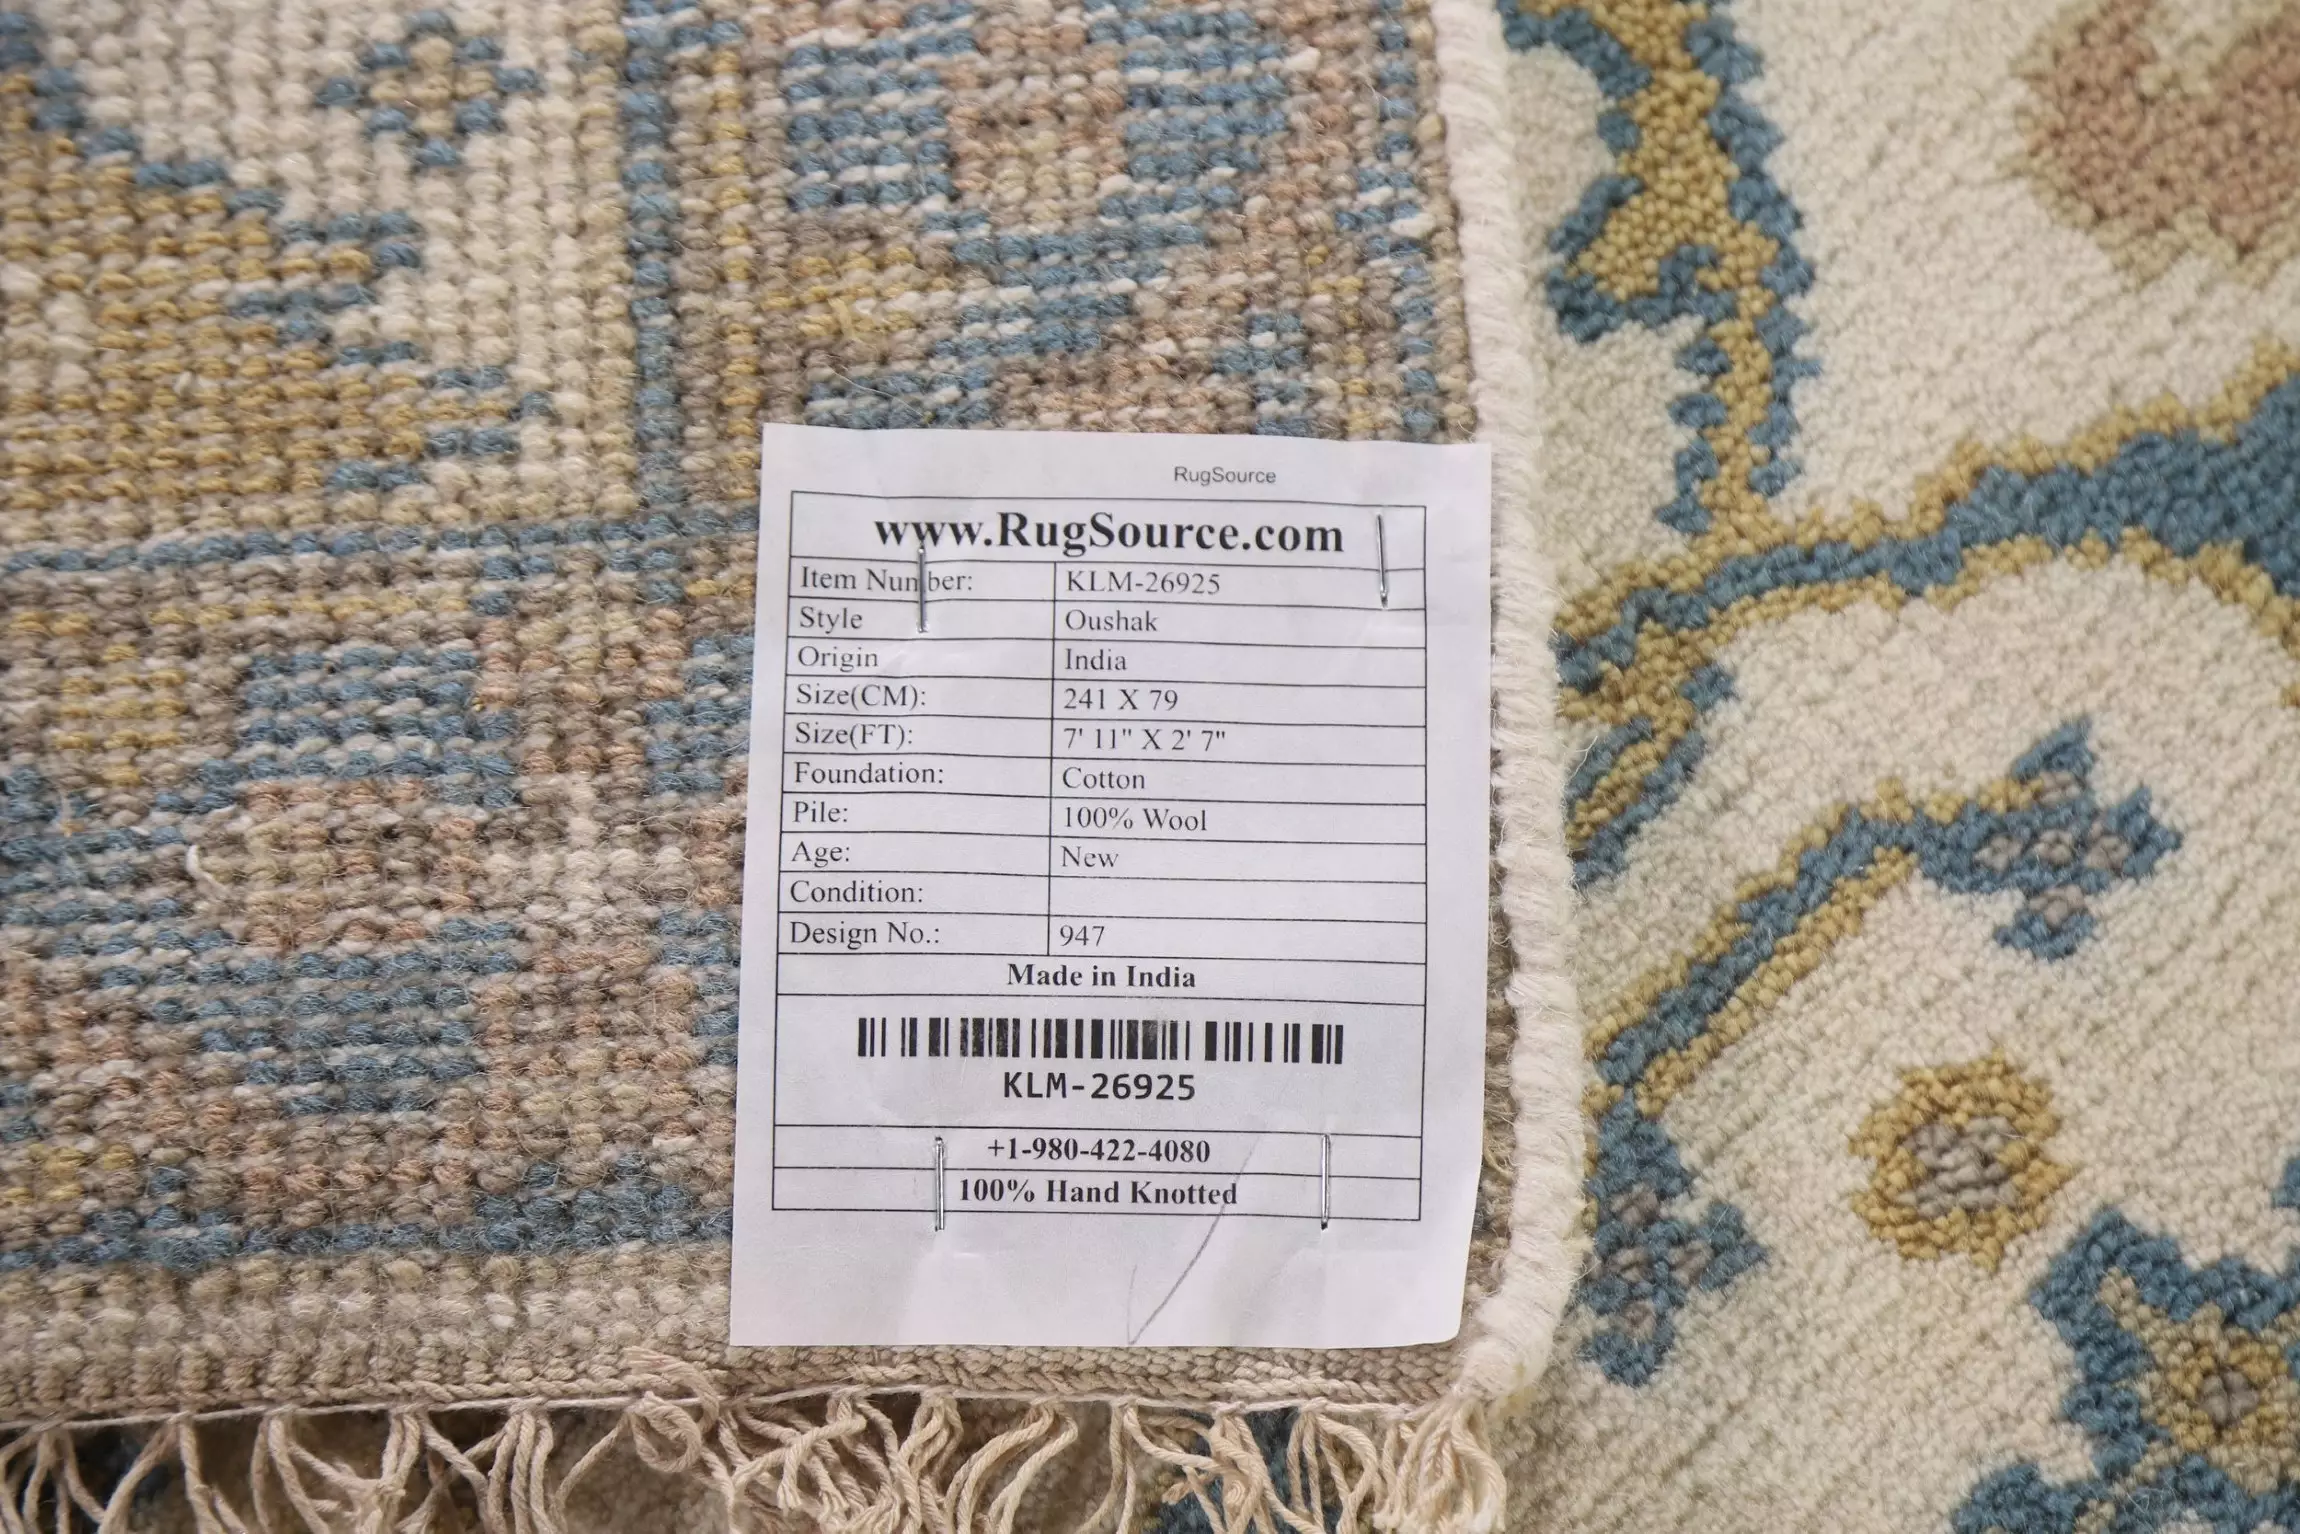 RugSource
www.RugSource.com
Item Number: KLM-26925
Style Oushak
Origin India
Size(CM): 241 X 79
Size(FT): 7' 11" X 2' 7"
Foundation: Cotton
Pile: 100% Wool
Age: New
Condition:
Design No.: 947
Made in India
KLM-26925
+1-980-422-4080
100% Hand Knotted